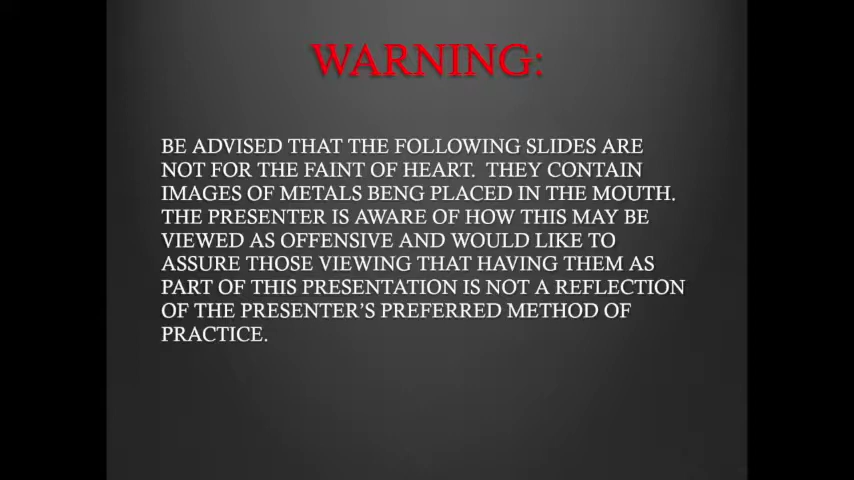 WARNING:
BE ADVISED THAT THE FOLLOWING SLIDES ARE
NOT FOR THE FAINT OF HEART.  THEY CONTAIN
IMAGES OF METALS BENG PLACED IN THE MOUTH.
THE PRESENTER IS AWARE OF HOW THIS MAY BE
VIEWED AS OFFENSIVE AND WOULD LIKE TO
ASSURE THOSE VIEWING THAT HAVING THEM AS
PART OF THIS PRESENTATION IS NOT A REFLECTION
OF THE PRESENTER'S PREFERRED METHOD OF
PRACTICE.